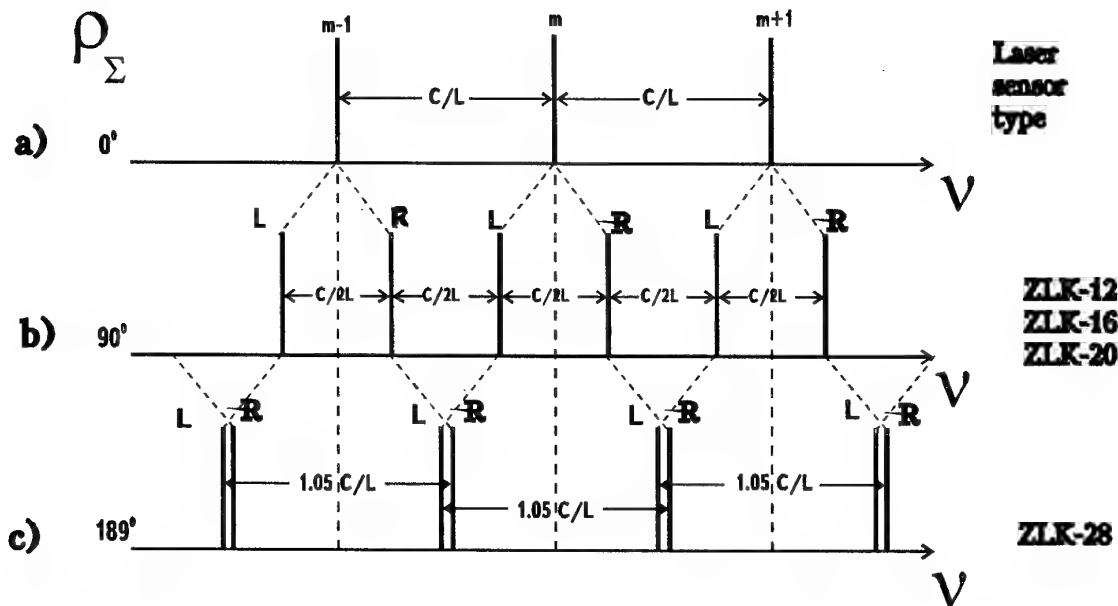 ρΣ
m-1 m m+1
Laser
sensor
type
C/L C/L
a) 0°
ν
L R L R L R
C/2L C/2L C/2L C/2L C/2L
ZLK-12
ZLK-16
ZLK-20
b) 90°
ν
L R L R L R L R
1.05 C/L 1.05 C/L
1.05 C/L
c) 189°
ZLK-28
ν